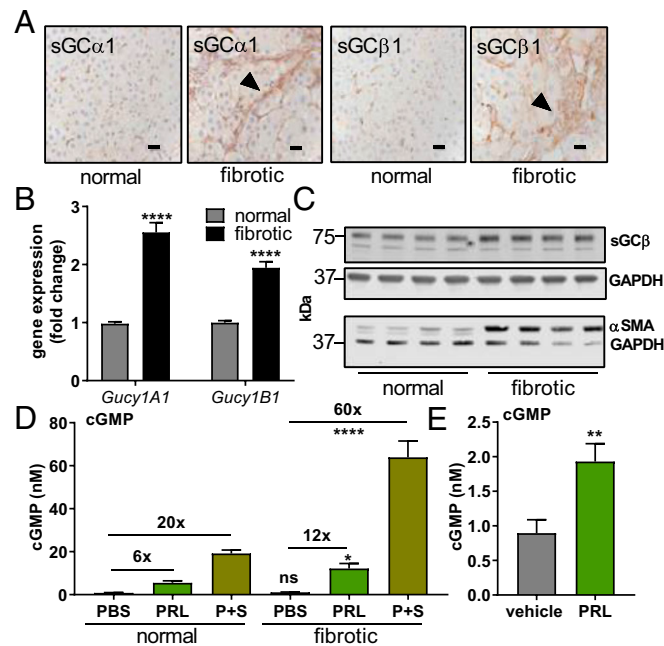 A
sGCα1
sGCα1
sGCβ1
sGCβ1
normal
fibrotic
normal
fibrotic
B
gene expression
(fold change)
3
2
1
0
normal
fibrotic
****
****
Gucy1A1
Gucy1B1
C
kDa
75
37
37
sGCβ
GAPDH
αSMA
GAPDH
normal
fibrotic
D
cGMP
cGMP (nM)
80
60
40
20
0
20x
6x
60x
****
12x
ns
*
PBS
PRL
P+S
PBS
PRL
P+S
normal
fibrotic
E
cGMP
cGMP (nM)
2.5
2.0
1.5
1.0
0.5
0.0
**
vehicle
PRL